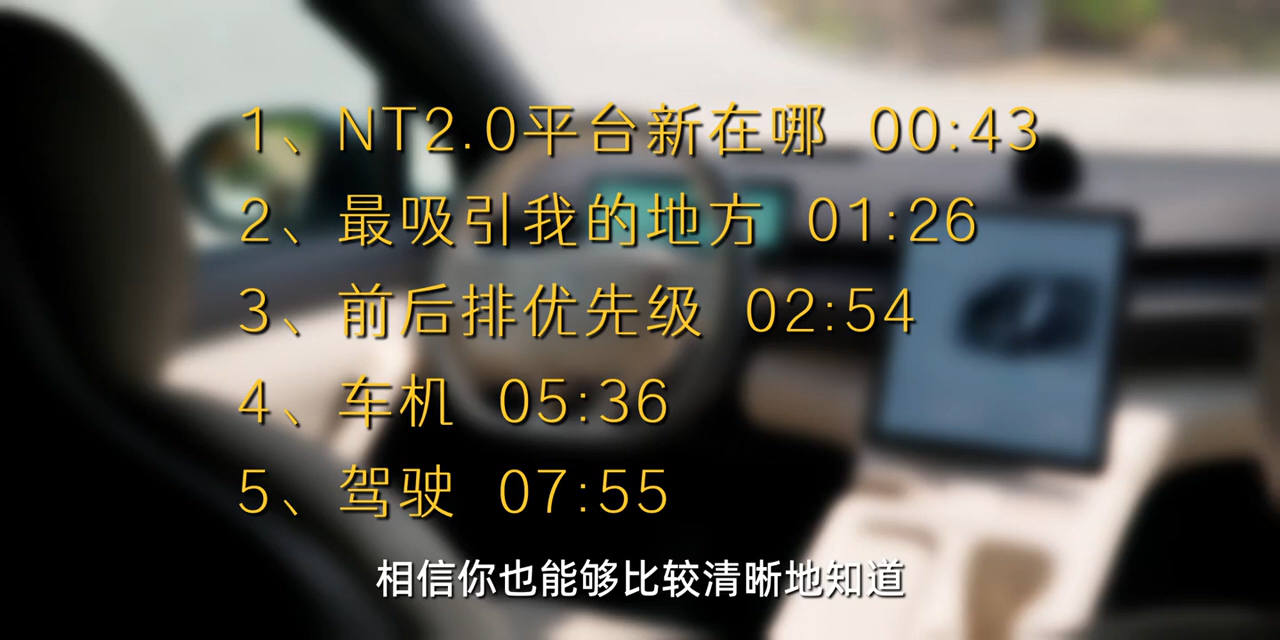 1、NT2.0平台新在哪 00:43
2、最吸引我的地方 01:26
3、前后排优先级 02:54
4、车机 05:36
5、驾驶 07:55
相信你也能够比较清晰地知道